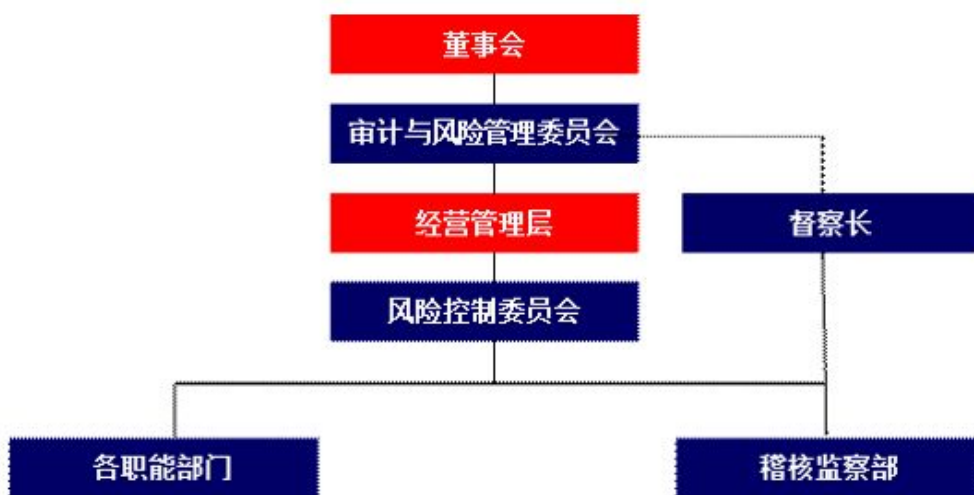 董事会
审计与风险管理委员会
经营管理层
督察长
风险控制委员会
各职能部门
稽核监察部